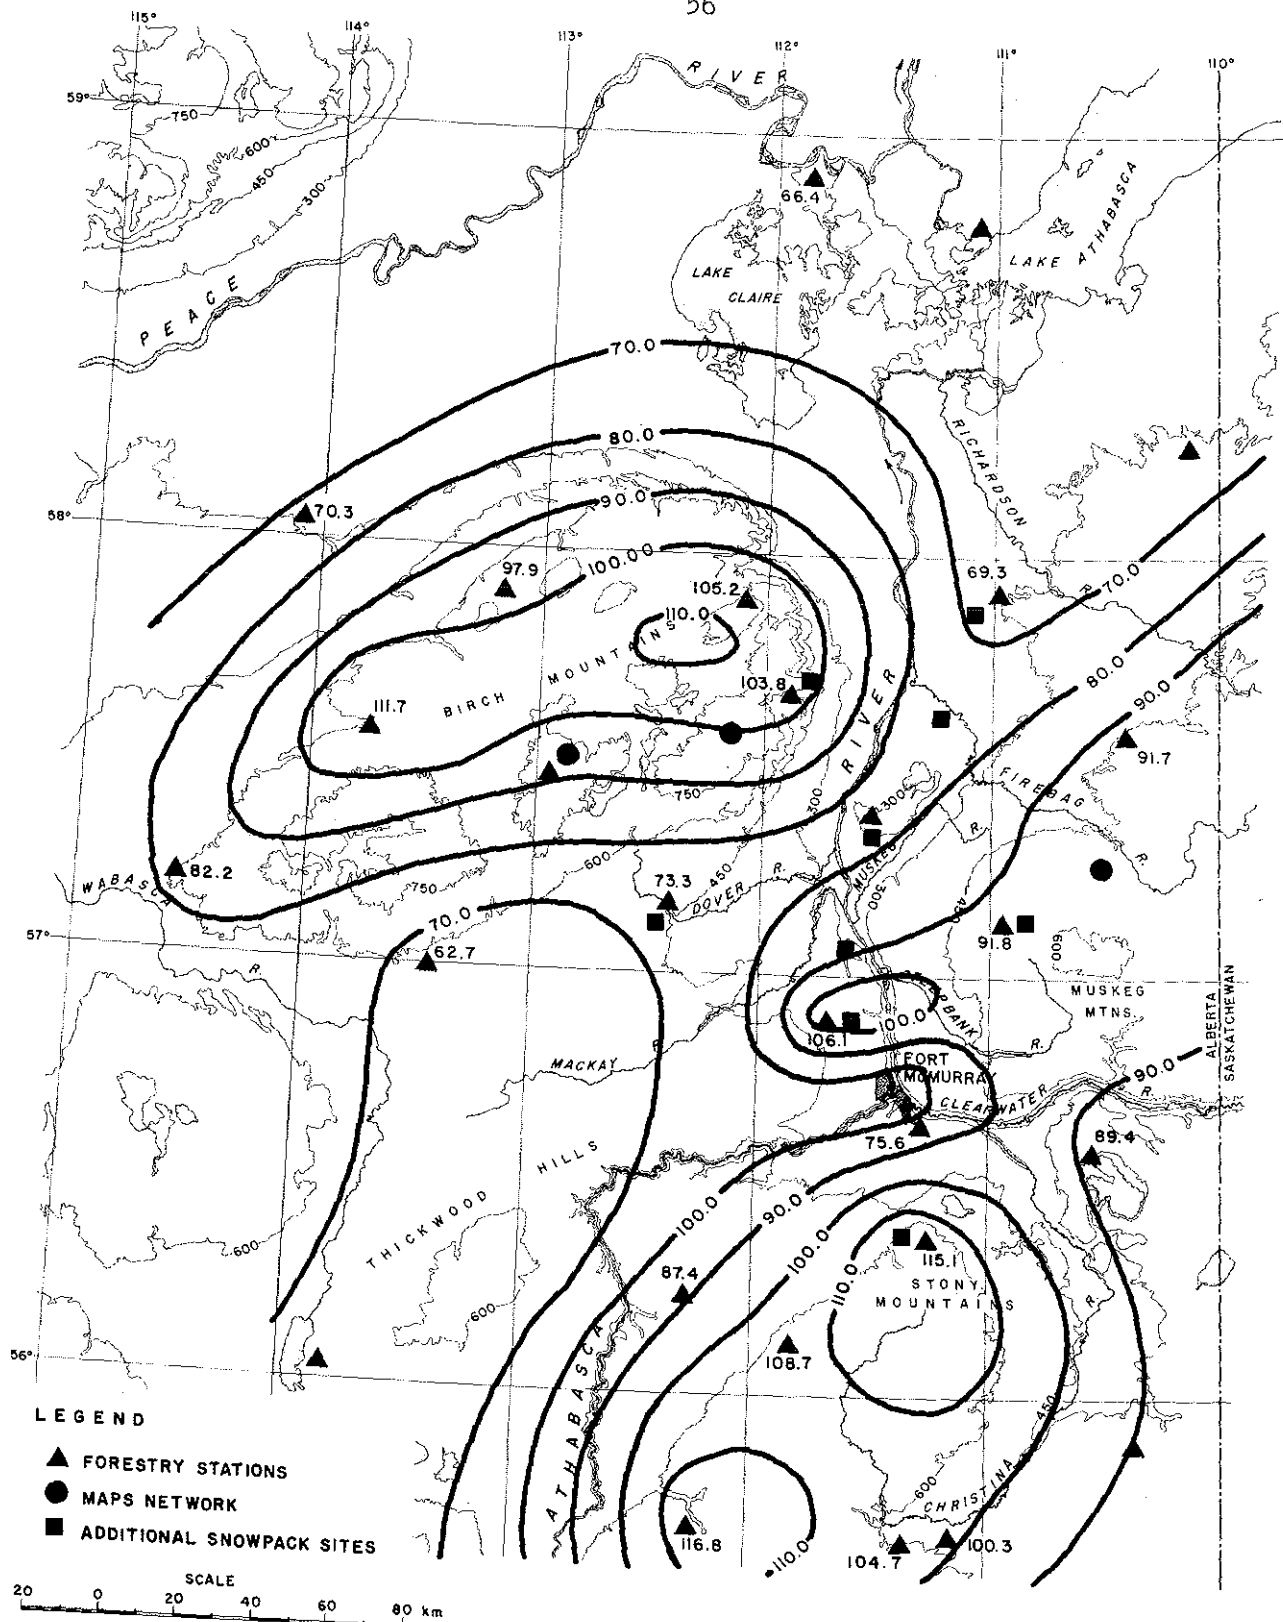 56
115°
114°
113°
112°
111°
110°
59°
750
600
450
300
RIVER
66.4
LAKE ATHABASCA
LAKE
CLAIRE
PEACE
70.0
80.0
90.0
100.00
110.0
RICHARDSON
R.
70.3
58°
97.9
105.2
69.3
70.0
103.8
BIRCH MOUNTAINS
111.7
RIVER
80.0
90.0
91.7
FIREBAG
R.
300
750
300
600
450
MUSKEG
R.
82.2
WABASCA
R.
750
73.3
DOVER R.
300
450
70.0
62.7
57°
91.8
600
MUSKEG
MTNS.
ALBERTA
SASKATCHEWAN
100.0
106.1
R.
MACKAY
R.
FORT
McMURRAY
CLEARWATER
R.
90.0
75.6
89.4
THICKWOOD HILLS
600
100.0
90.0
100.0
110.0
115.1
STONY
MOUNTAINS
R.
87.4
600
108.7
56°
ATHABASCA
450
LEGEND
FORESTRY STATIONS
MAPS NETWORK
ADDITIONAL SNOWPACK SITES
600
CHRISTINA
116.8
110.0
104.7
100.3
SCALE
20 0 20 40 60 80 km